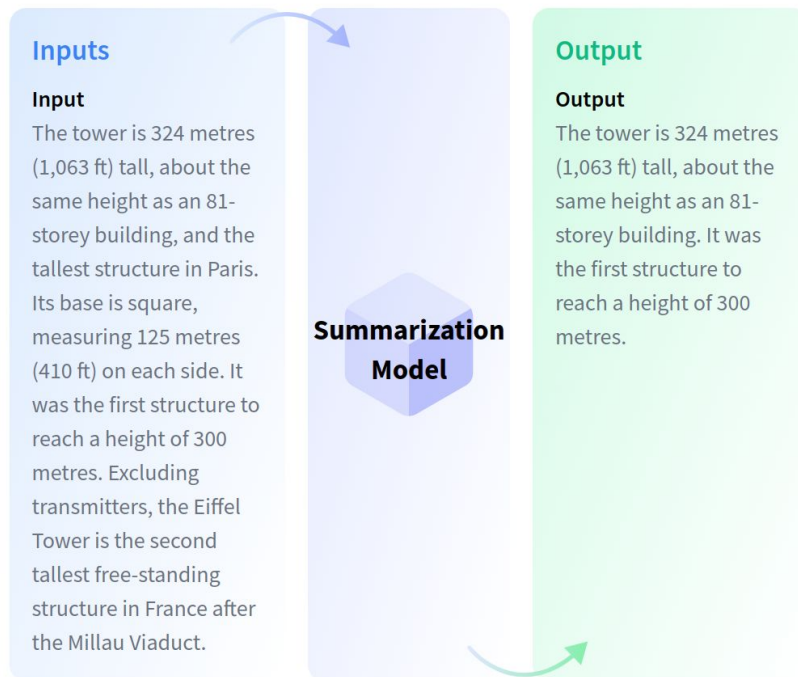 Inputs
Input
The tower is 324 metres
(1,063 ft) tall, about the
same height as an 81-
storey building, and the
tallest structure in Paris.
Its base is square,
measuring 125 metres
(410 ft) on each side. It
was the first structure to
reach a height of 300
metres. Excluding
transmitters, the Eiffel
Tower is the second
tallest free-standing
structure in France after
the Millau Viaduct.
Summarization
Model
Output
Output
The tower is 324 metres
(1,063 ft) tall, about the
same height as an 81-
storey building. It was
the first structure to
reach a height of 300
metres.